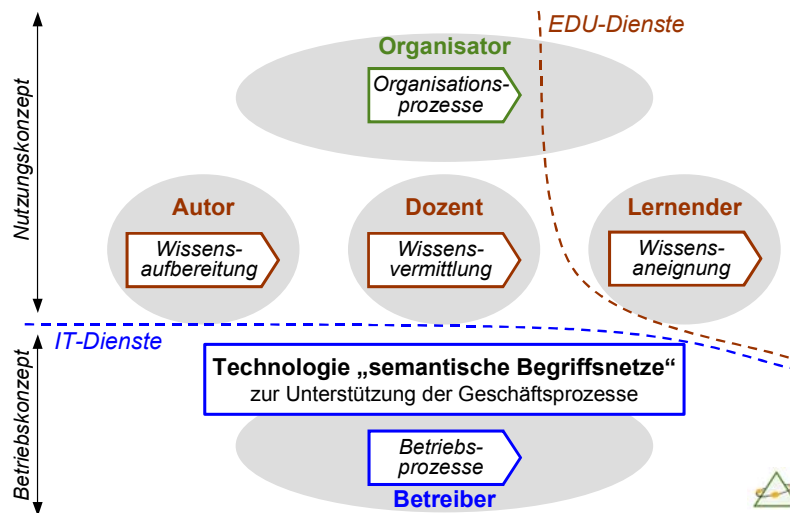 EDU-Dienste
Organisator
Organisations-
prozesse
Nutzungskonzept
Autor
Wissens-
aufbereitung
Dozent
Wissens-
vermittlung
Lernender
Wissens-
aneignung
IT-Dienste
Technologie „semantische Begriffsnetze“
zur Unterstützung der Geschäftsprozesse
Betriebskonzept
Betriebs-
prozesse
Betreiber